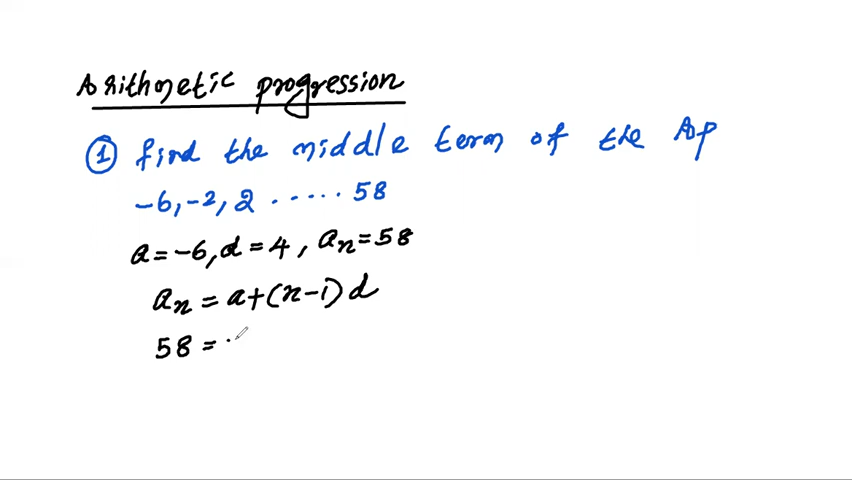 Arithmetic progression
① find the middle term of the AP
-6, -2, 2 ...... 58
a = -6, d = 4, aₙ = 58
aₙ = a + (n-1) d
58 =